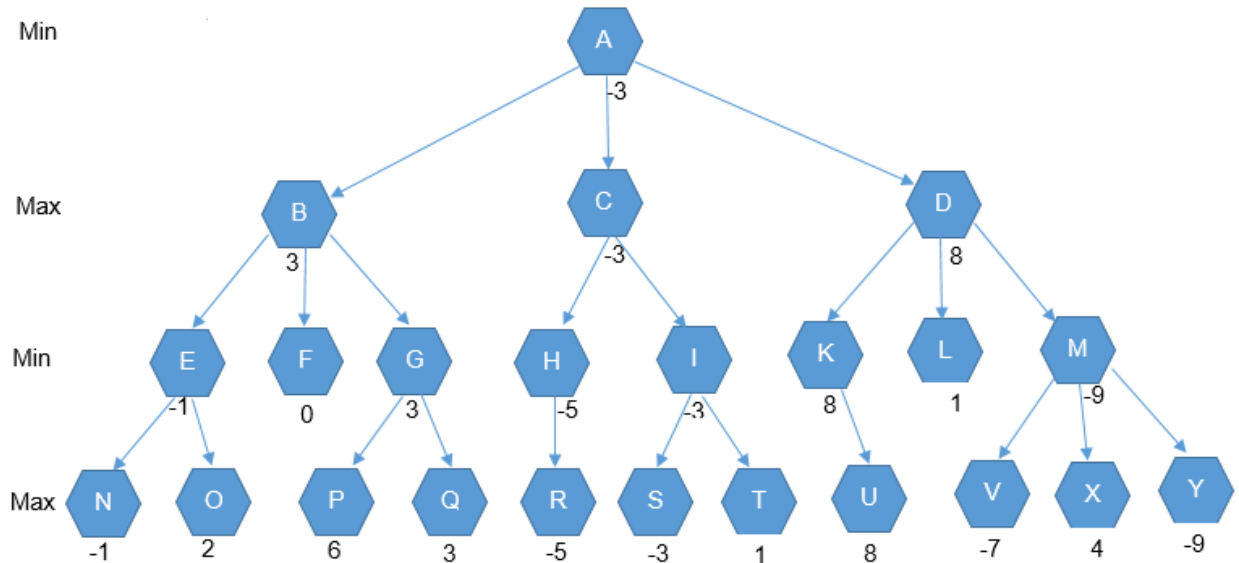 Min A
-3
Max B C D
3 -3 8
Min E F G H I K L M
-1 0 3 -5 -3 8 1 -9
Max N O P Q R S T U V X Y
-1 2 6 3 -5 -3 1 8 -7 4 -9